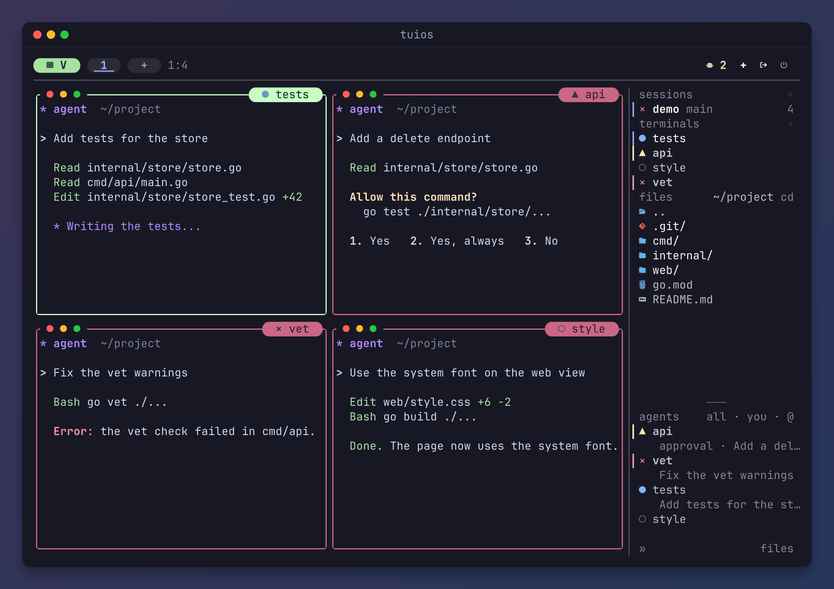 tuios
V 1 + 1:4 2 +
tests
* agent ~/project
> Add tests for the store
Read internal/store/store.go
Read cmd/api/main.go
Edit internal/store/store_test.go +42
* Writing the tests...
▲ api
* agent ~/project
> Add a delete endpoint
Read internal/store/store.go
Allow this command?
go test ./internal/store/...
1. Yes 2. Yes, always 3. No
× vet
* agent ~/project
> Fix the vet warnings
Bash go vet ./...
Error: the vet check failed in cmd/api.
style
* agent ~/project
> Use the system font on the web view
Edit web/style.css +6 -2
Bash go build ./...
Done. The page now uses the system font.
sessions +
× demo main 4
terminals +
● tests
▲ api
○ style
× vet
files ~/project cd
..
.git/
cmd/
internal/
web/
go.mod
README.md
agents all · you · @
▲ api
approval · Add a del…
× vet
Fix the vet warnings
● tests
Add tests for the st…
○ style
» files